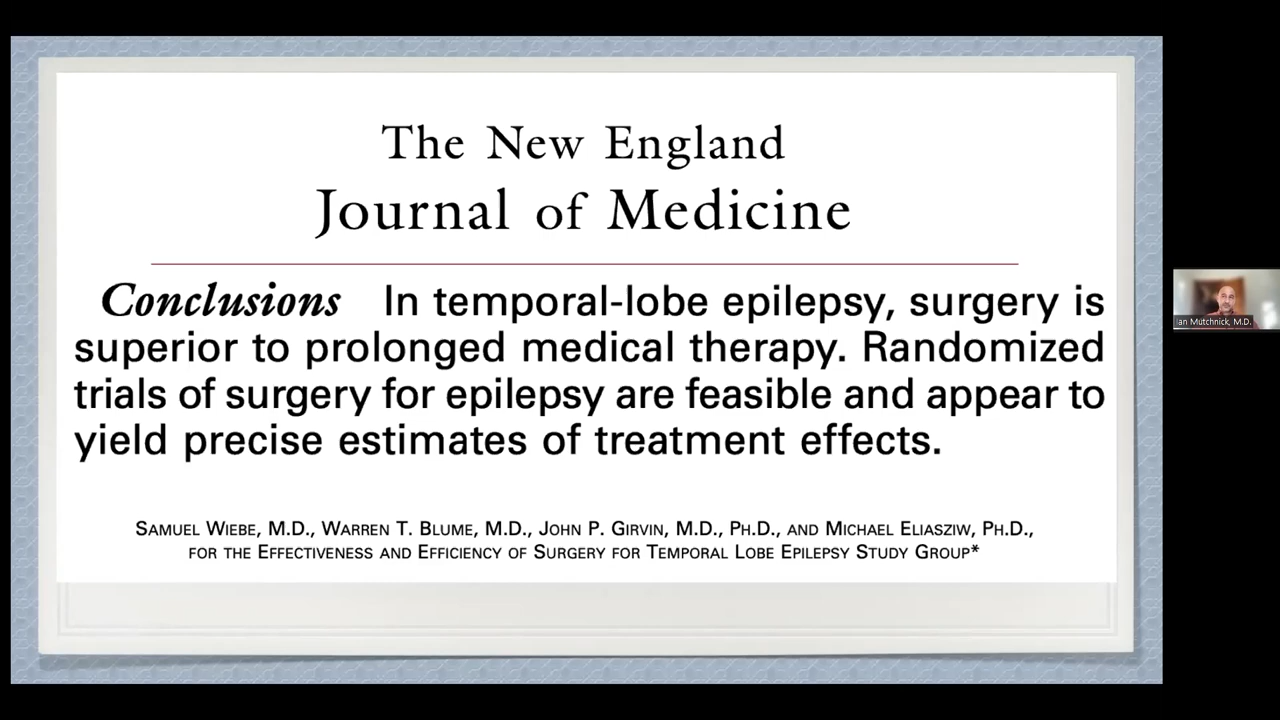 The New England
Journal of Medicine
Conclusions In temporal-lobe epilepsy, surgery is
superior to prolonged medical therapy. Randomized
trials of surgery for epilepsy are feasible and appear to
yield precise estimates of treatment effects.
SAMUEL WIEBE, M.D., WARREN T. BLUME, M.D., JOHN P. GIRVIN, M.D., PH.D., AND MICHAEL ELIASZIW, PH.D.,
FOR THE EFFECTIVENESS AND EFFICIENCY OF SURGERY FOR TEMPORAL LOBE EPILEPSY STUDY GROUP*
Ian Mutchnick, M.D.